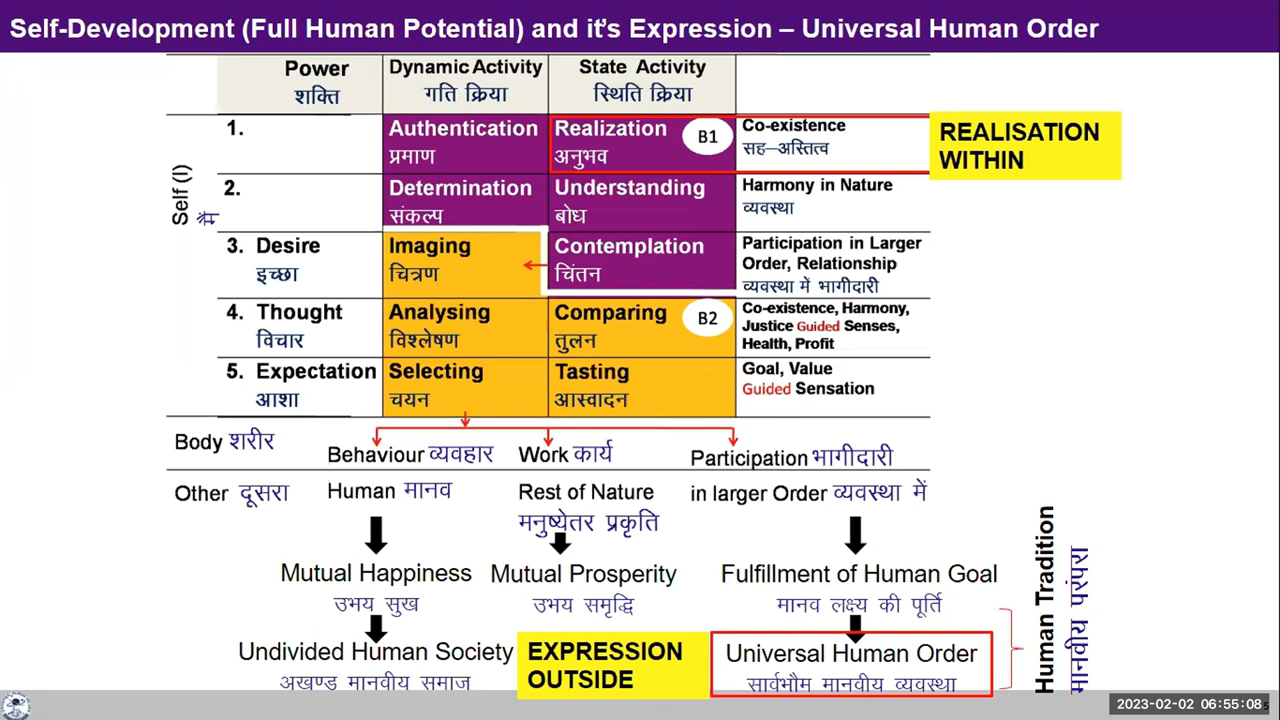 Self-Development (Full Human Potential) and it's Expression – Universal Human Order
Power
शक्ति
Dynamic Activity
गति क्रिया
State Activity
स्थिति क्रिया
Self (I)
मैं
1.
Authentication
प्रमाण
Realization
अनुभव
B1
Co-existence
सह–अस्तित्व
REALISATION
WITHIN
2.
Determination
संकल्प
Understanding
बोध
Harmony in Nature
व्यवस्था
3. Desire
इच्छा
Imaging
चित्रण
Contemplation
चिंतन
Participation in Larger
Order, Relationship
व्यवस्था में भागीदारी
4. Thought
विचार
Analysing
विश्लेषण
Comparing
तुलन
B2
Co-existence, Harmony,
Justice Guided Senses,
Health, Profit
5. Expectation
आशा
Selecting
चयन
Tasting
आस्वादन
Goal, Value
Guided Sensation
Body शरीर
Behaviour व्यवहार
Work कार्य
Participation भागीदारी
Other दूसरा
Human मानव
Rest of Nature
मनुष्येतर प्रकृति
in larger Order व्यवस्था में
Mutual Happiness
उभय सुख
Mutual Prosperity
उभय समृद्धि
Fulfillment of Human Goal
मानव लक्ष्य की पूर्ति
Undivided Human Society
अखण्ड मानवीय समाज
EXPRESSION
OUTSIDE
Universal Human Order
सार्वभौम मानवीय व्यवस्था
Human Tradition
मानवीय परंपरा
2023-02-02 06:55:08